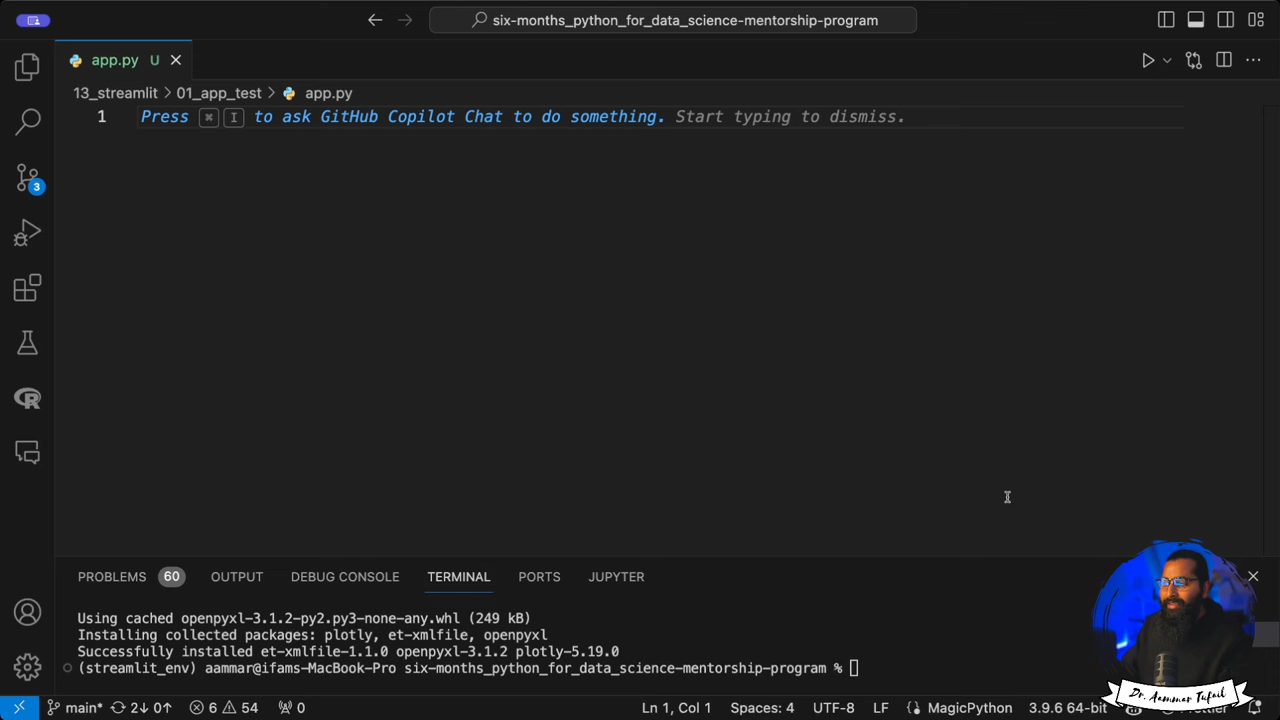 six-months_python_for_data_science-mentorship-program
app.py U
13_streamlit > 01_app_test > app.py
1 Press ⌘ I to ask GitHub Copilot Chat to do something. Start typing to dismiss.
3
R
PROBLEMS 60 OUTPUT DEBUG CONSOLE TERMINAL PORTS JUPYTER
Using cached openpyxl-3.1.2-py2.py3-none-any.whl (249 kB)
Installing collected packages: plotly, et-xmlfile, openpyxl
Successfully installed et-xmlfile-1.1.0 openpyxl-3.1.2 plotly-5.19.0
(streamlit_env) aammar@ifams-MacBook-Pro six-months_python_for_data_science-mentorship-program %
Dr. Aammar Tufail
main* 2↓ 0↑ 6 54 0 Ln 1, Col 1 Spaces: 4 UTF-8 LF MagicPython 3.9.6 64-bit